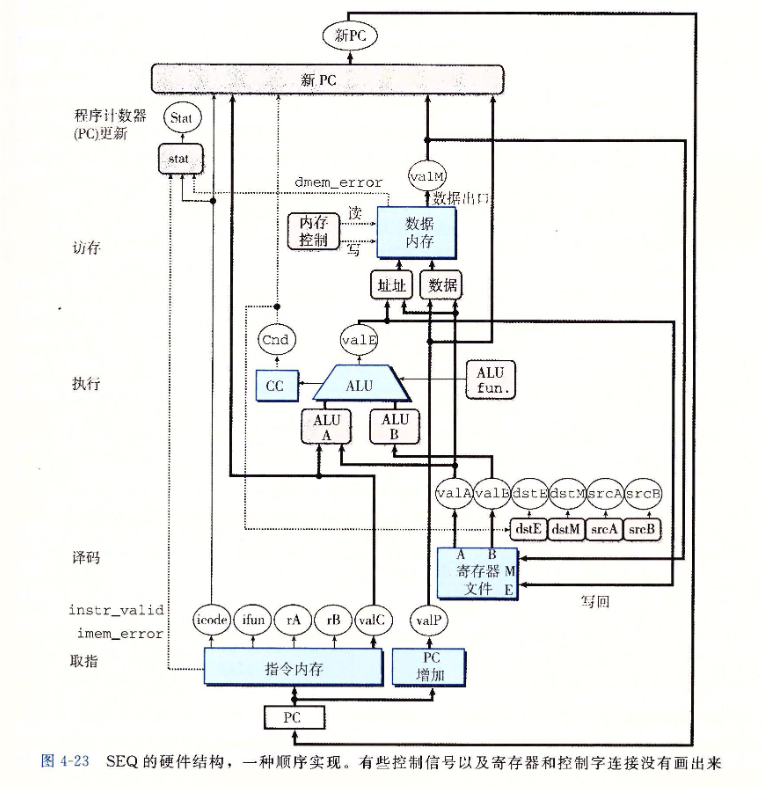 新PC
新 PC
程序计数器
(PC)更新
Stat
stat
dmem_error
valM
数据出口
内存
控制
读
写
数据
内存
访存
址址
数据
Cnd
valE
执行
CC
ALU
ALU
fun.
ALU
A
ALU
B
valA
valB
dstE
dstM
srcA
srcB
dstE
dstM
srcA
srcB
译码
A
B
寄存器
文件
M
E
写回
instr_valid
imem_error
icode
ifun
rA
rB
valC
valP
取指
指令内存
PC
增加
PC
图 4-23 SEQ 的硬件结构，一种顺序实现。有些控制信号以及寄存器和控制字连接没有画出来